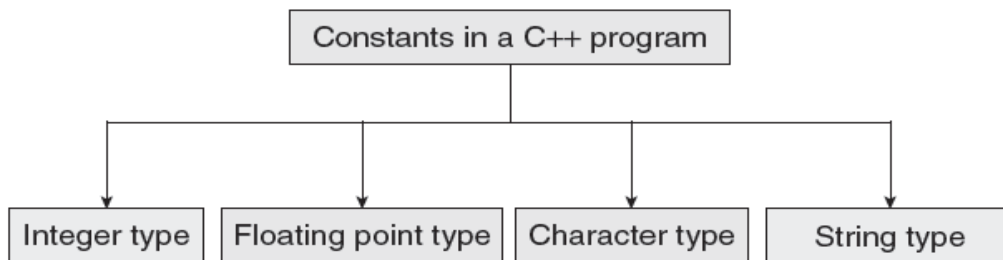 Constants in a C++ program
Integer type
Floating point type
Character type
String type